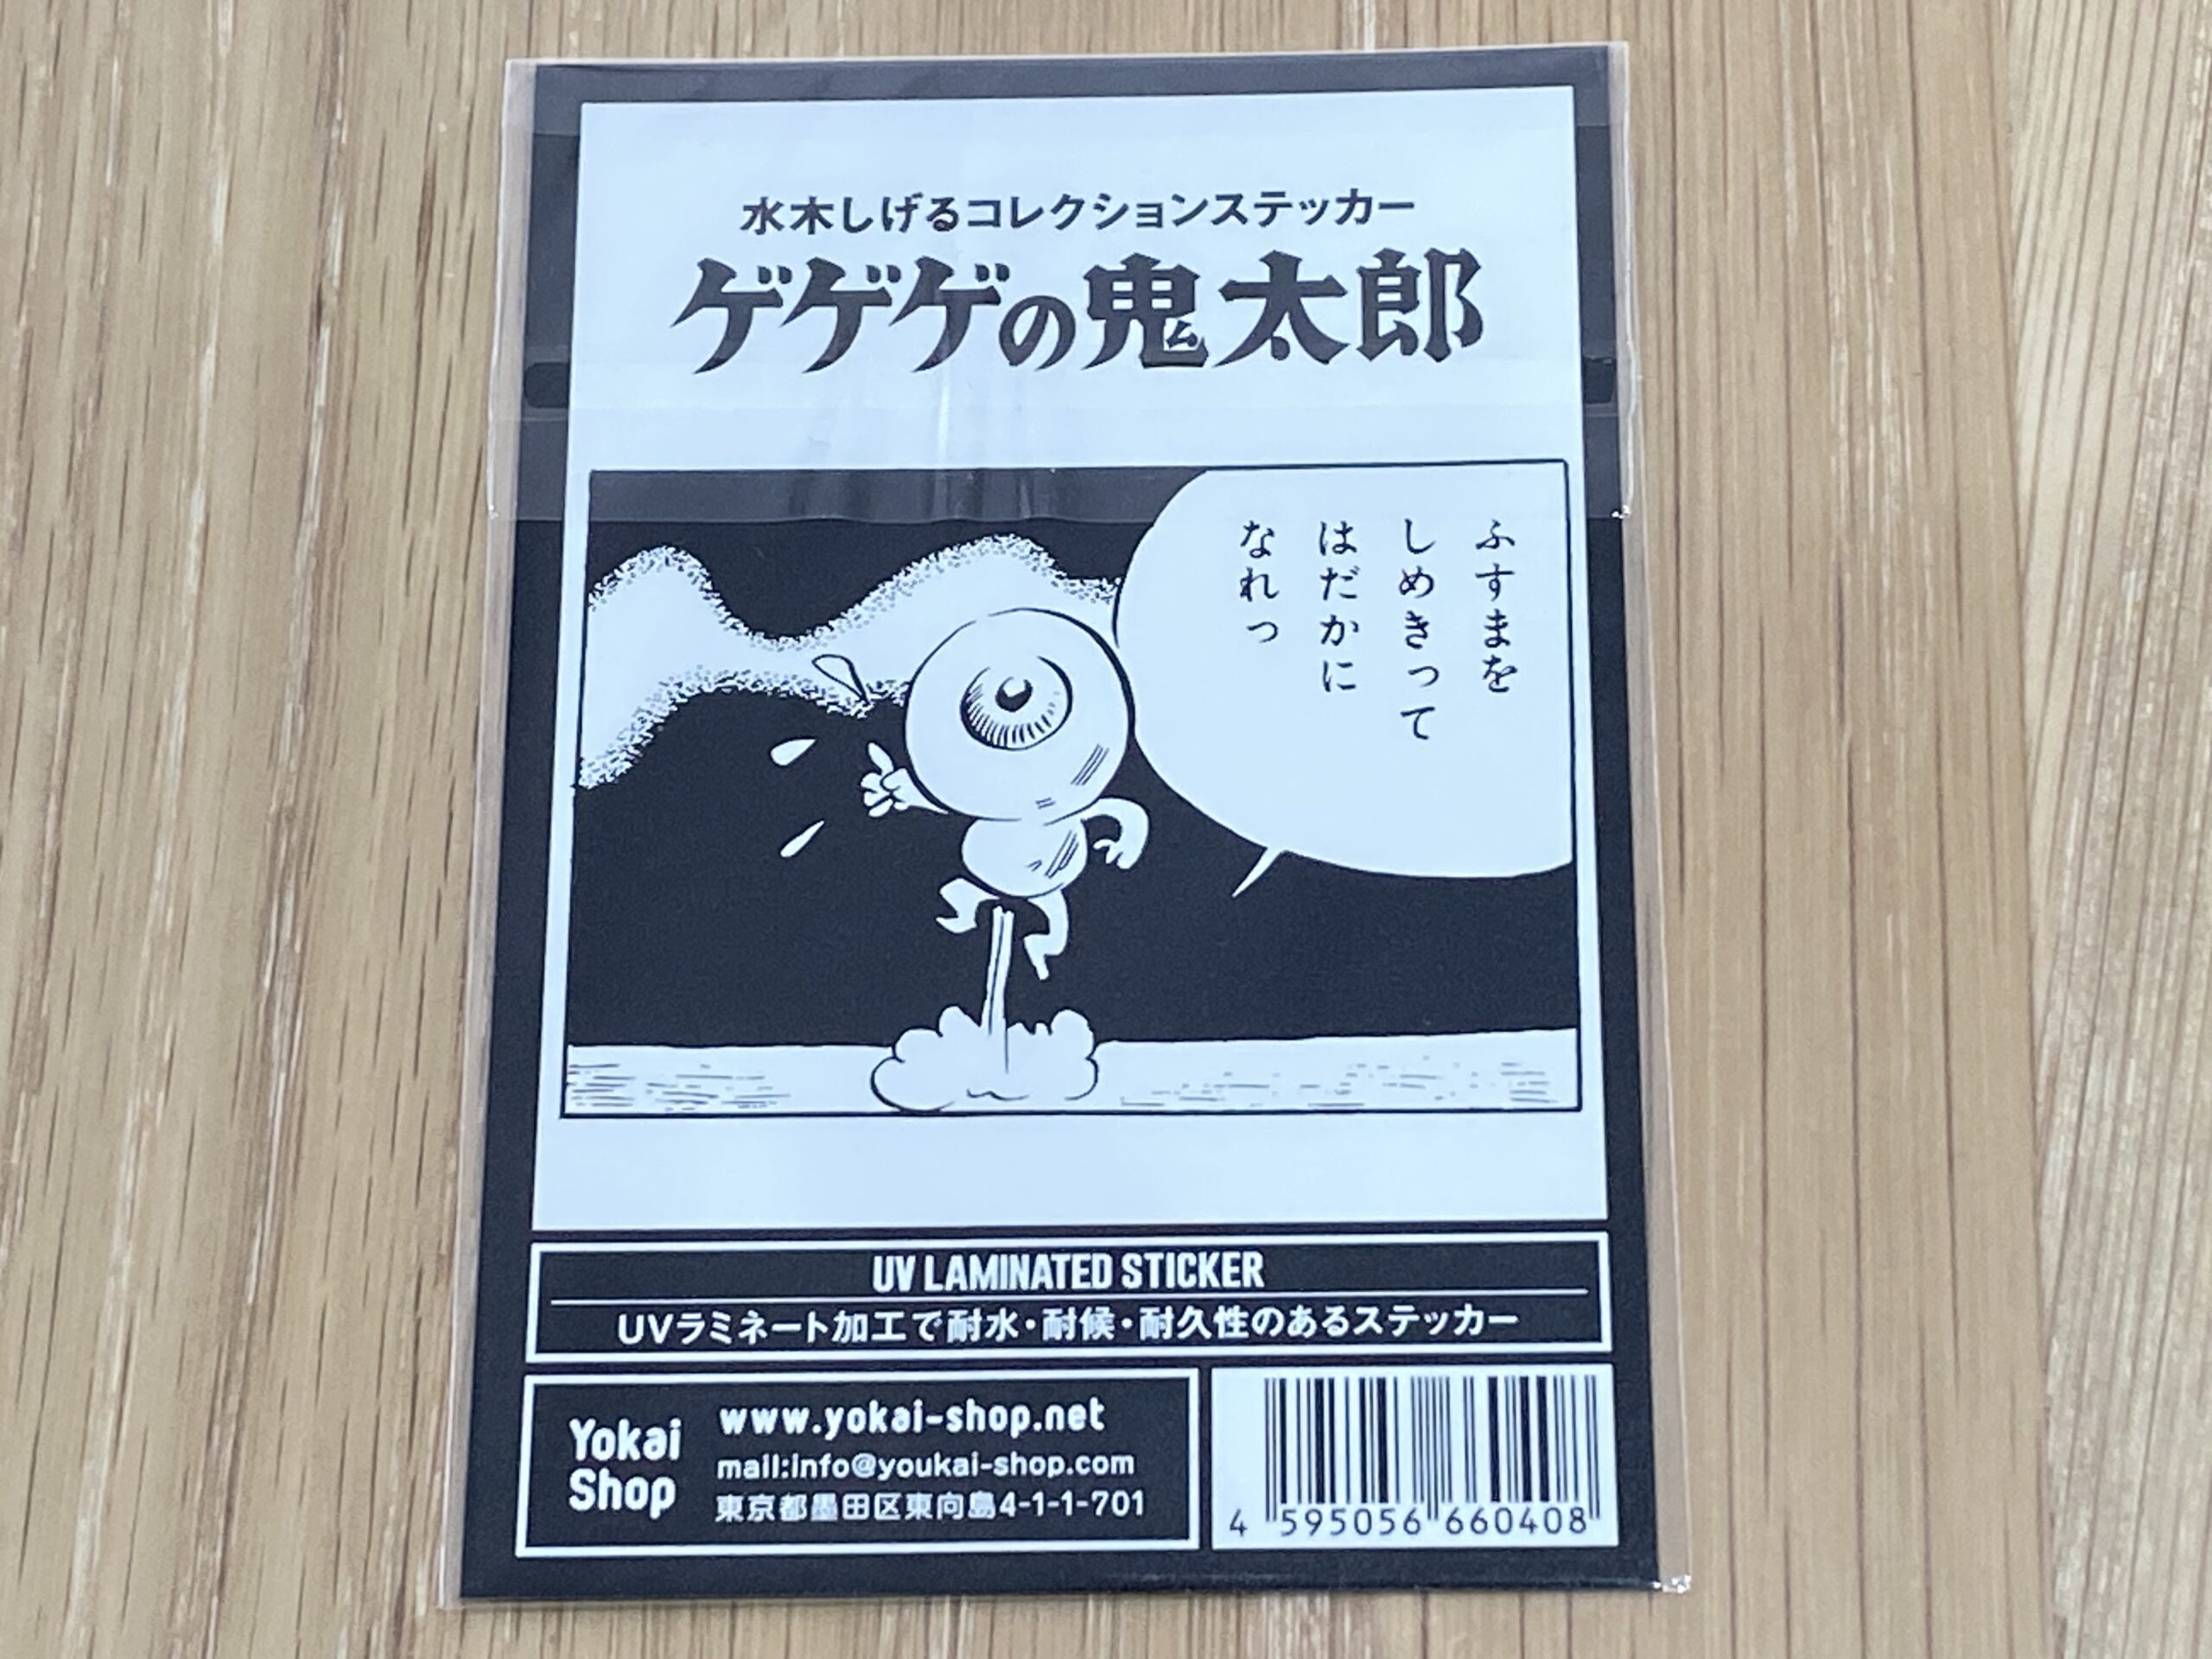 水木しげるコレクションステッカー
ゲゲゲの鬼太郎
ふすまを
しめきって
はだかに
なれっ
UV LAMINATED STICKER
UVラミネート加工で耐水・耐候・耐久性のあるステッカー
Yokai
Shop
www.yokai-shop.net
mail:info@youkai-shop.com
東京都墨田区東向島4-1-1-701
4 595056 660408